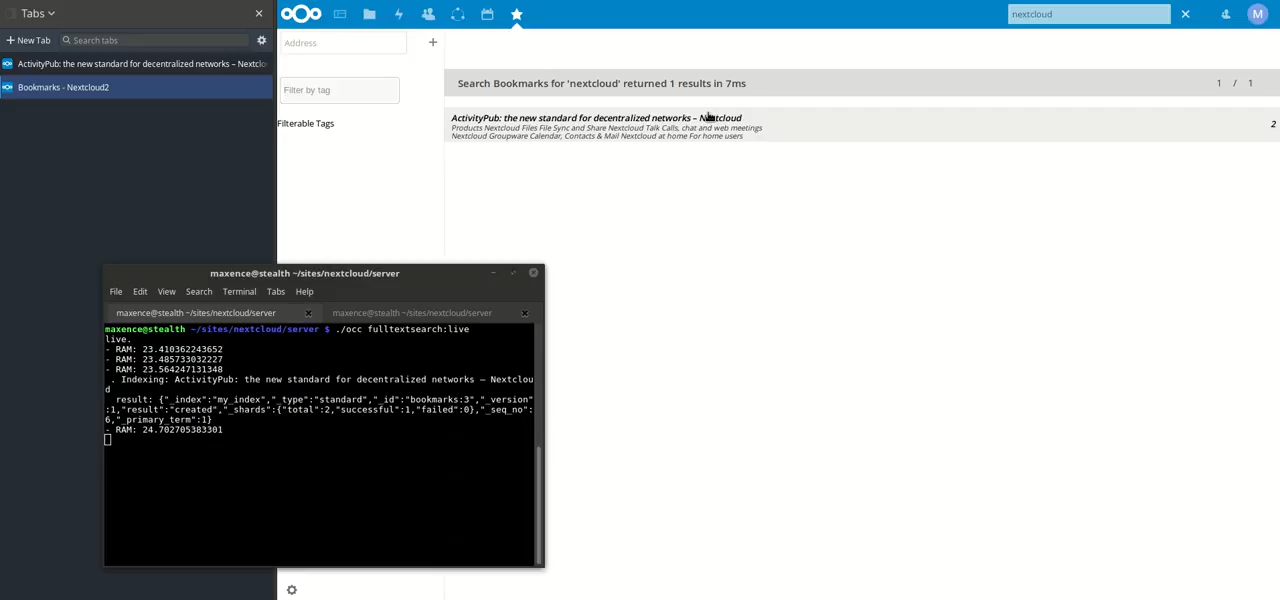 Tabs
New Tab
Search tabs
ActivityPub: the new standard for decentralized networks – Nextclo
Bookmarks - Nextcloud2
nextcloud
M
Address
Filter by tag
Filterable Tags
Search Bookmarks for 'nextcloud' returned 1 results in 7ms
1 / 1
ActivityPub: the new standard for decentralized networks – Nextcloud
Products Nextcloud Files File Sync and Share Nextcloud Talk Calls, chat and web meetings
Nextcloud Groupware Calendar, Contacts & Mail Nextcloud at home For home users
2
maxence@stealth ~/sites/nextcloud/server
File Edit View Search Terminal Tabs Help
maxence@stealth ~/sites/nextcloud/server
maxence@stealth ~/sites/nextcloud/server
maxence@stealth ~/sites/nextcloud/server $ ./occ fulltextsearch:live
live.
- RAM: 23.410362243652
- RAM: 23.485733032227
- RAM: 23.564247131348
. Indexing: ActivityPub: the new standard for decentralized networks – Nextclou
d
result: {"_index":"my_index","_type":"standard","_id":"bookmarks:3","_version"
:1,"result":"created","_shards":{"total":2,"successful":1,"failed":0},"_seq_no":
6,"_primary_term":1}
- RAM: 24.702705383301